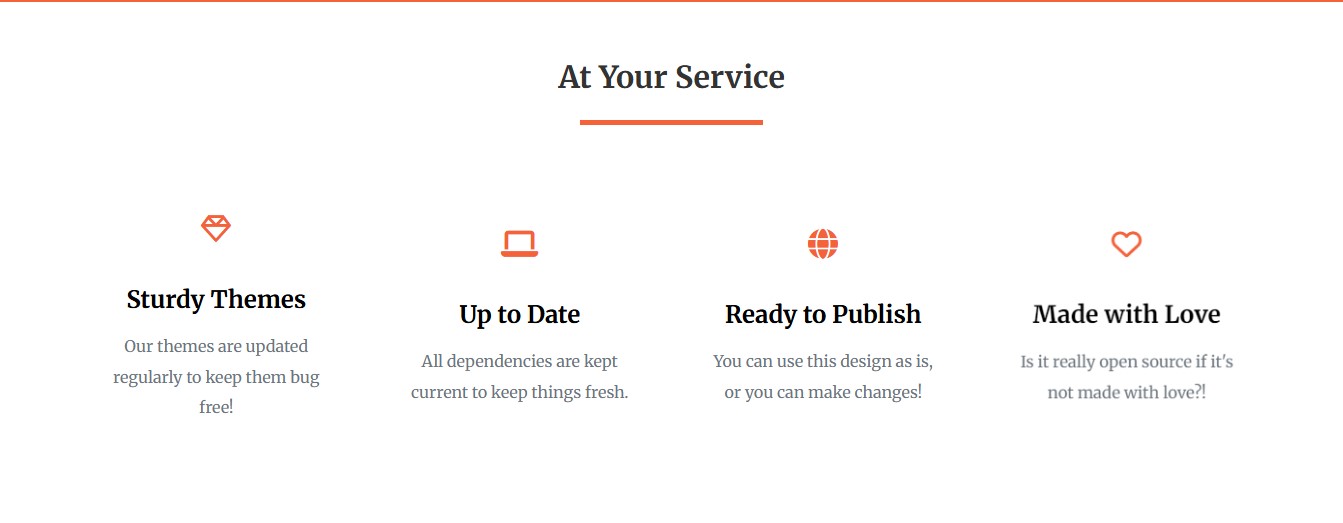 At Your Service
Sturdy Themes
Our themes are updated
regularly to keep them bug
free!
Up to Date
All dependencies are kept
current to keep things fresh.
Ready to Publish
You can use this design as is,
or you can make changes!
Made with Love
Is it really open source if it's
not made with love?!